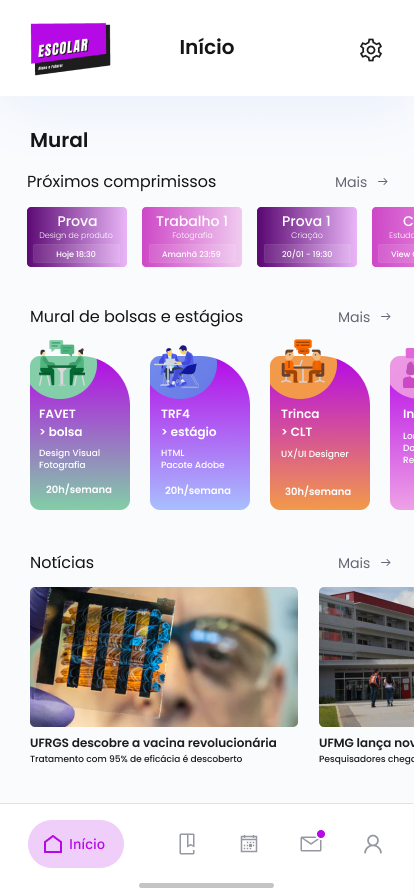 ESCOLAR
Início
Mural
Próximos comprimissos
Mais
Prova
Design de produto
Hoje 18:30
Trabalho 1
Fotografia
Amanhã 23:59
Prova 1
Criação
20/01 - 19:30
C
Estud
View
Mural de bolsas e estágios
Mais
FAVET
> bolsa
Design Visual
Fotografia
20h/semana
TRF4
> estágio
HTML
Pacote Adobe
20h/semana
Trinca
> CLT
UX/UI Designer
30h/semana
In
Lor
Do
Re
Notícias
Mais
UFRGS descobre a vacina revolucionária
Tratamento com 95% de eficácia é descoberto
UFMG lança nov
Pesquisadores chega
Início